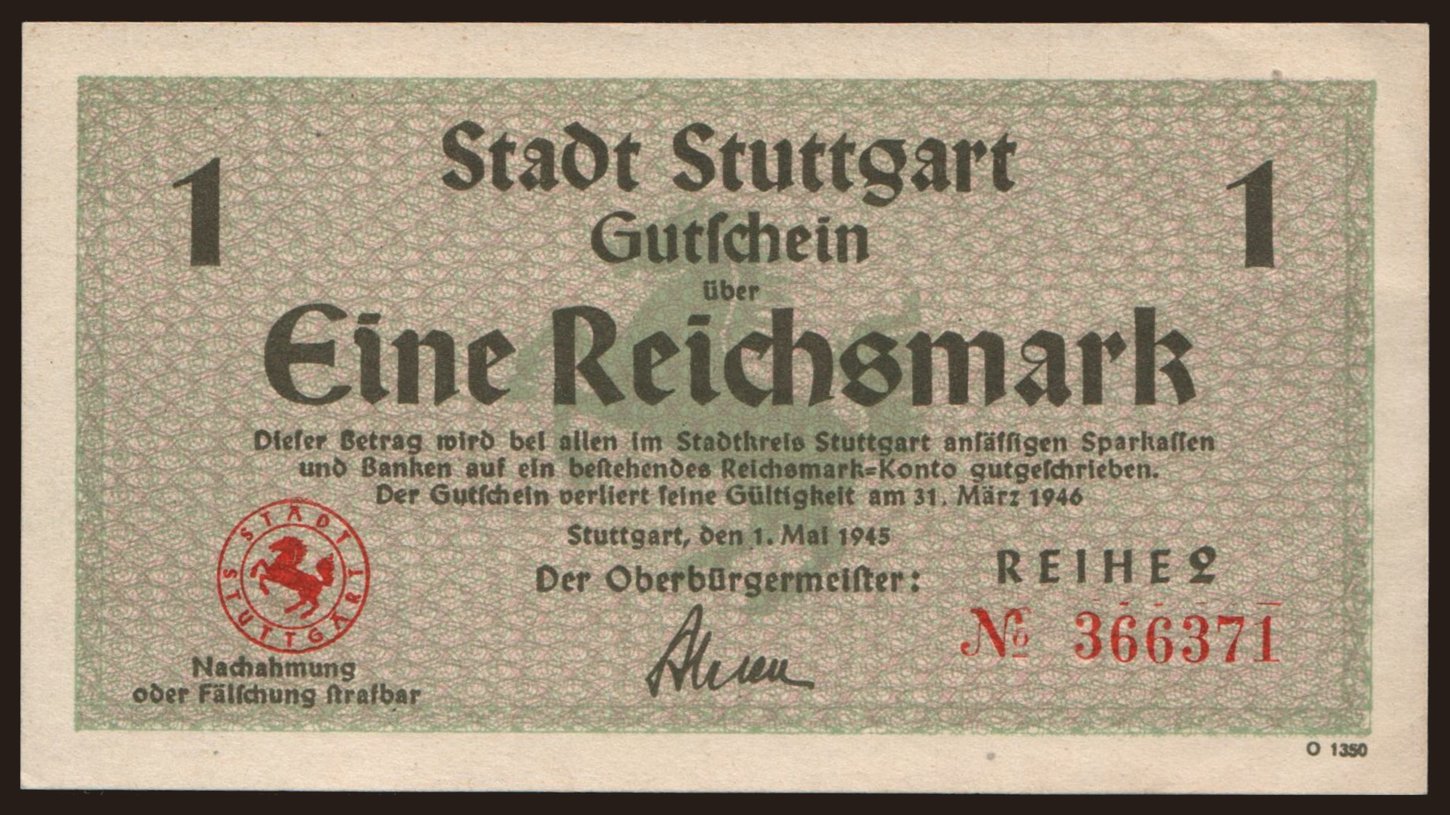 Stadt Stuttgart
1 1
Gutſchein
über
Eine Reichsmark
Dieſer Betrag wird bei allen im Stadtkreis Stuttgart anſäſſigen Sparkaſſen
und Banken auf ein beſtehendes Reichsmark=Konto gutgeſchrieben.
Der Gutſchein verliert ſeine Gültigkeit am 31. März 1946
Stuttgart, den 1. Mai 1945
Der Oberbürgermeiſter:
REIHE 2
№ 366371
STADT STUTTGART
Nachahmung
oder Fälſchung ſtrafbar
O 1350